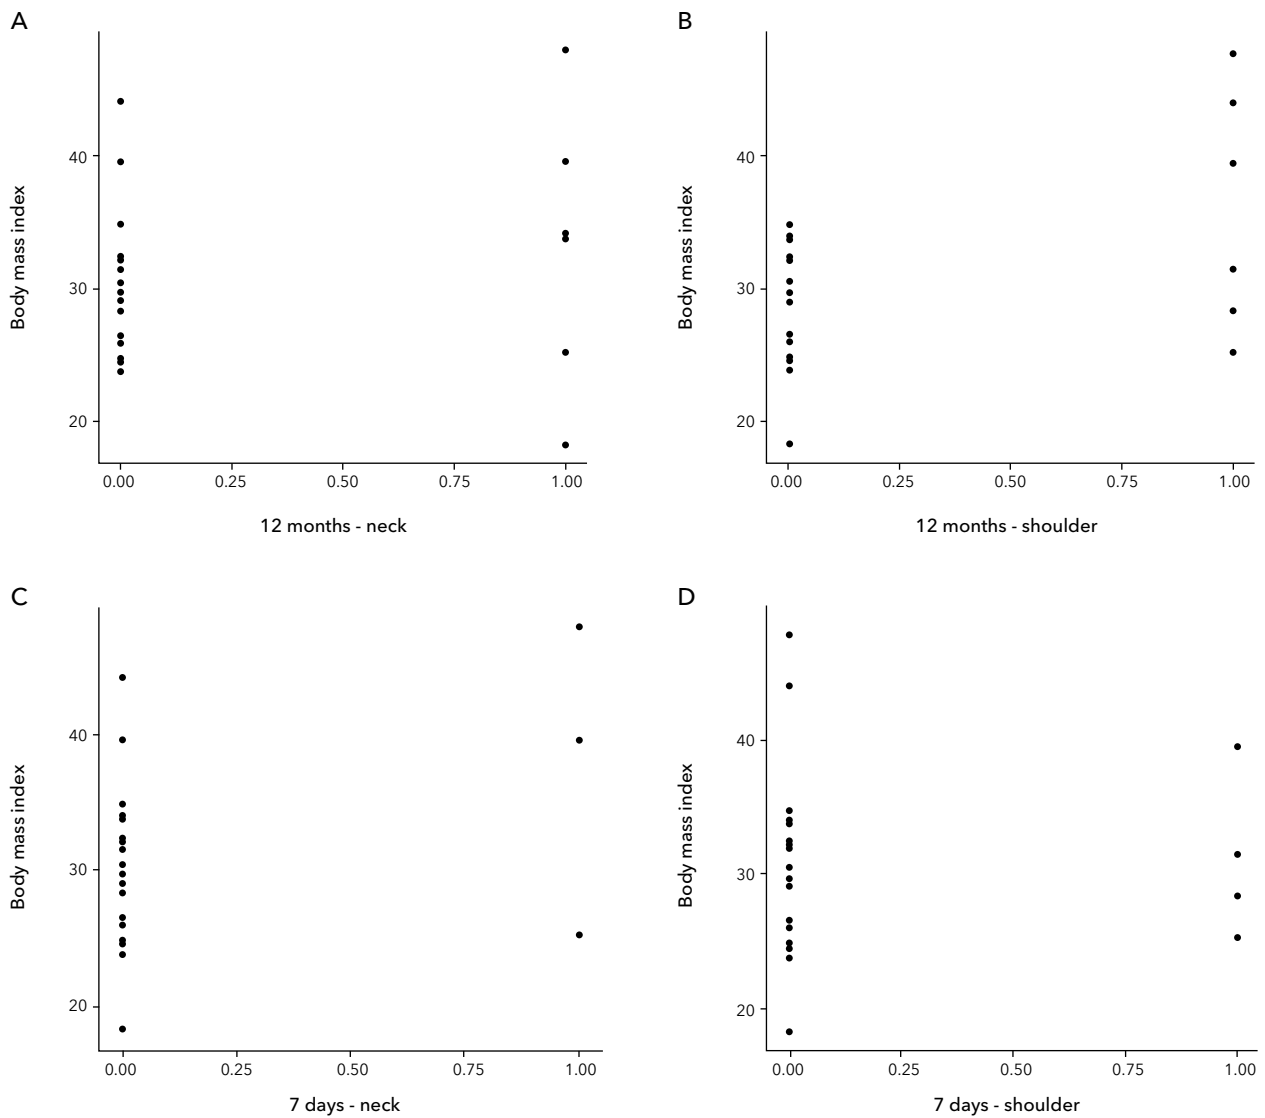 A
Body mass index
40
30
20
0.00 0.25 0.50 0.75 1.00
12 months - neck
B
Body mass index
40
30
20
0.00 0.25 0.50 0.75 1.00
12 months - shoulder
C
Body mass index
40
30
20
0.00 0.25 0.50 0.75 1.00
7 days - neck
D
Body mass index
40
30
20
0.00 0.25 0.50 0.75 1.00
7 days - shoulder